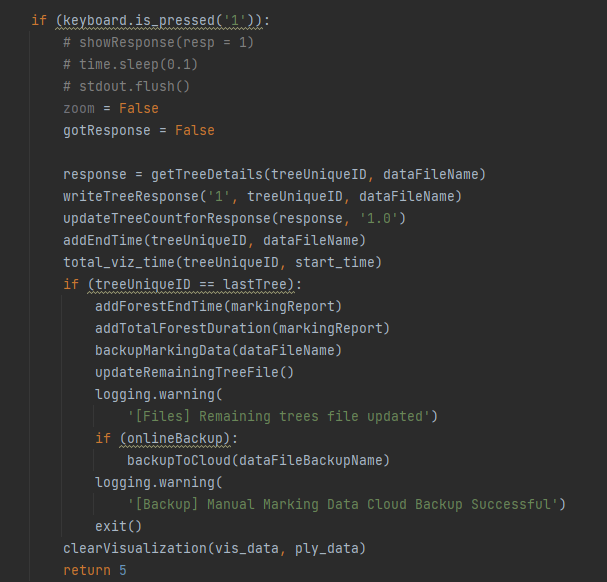 if (keyboard.is_pressed('1')):
    # showResponse(resp = 1)
    # time.sleep(0.1)
    # stdout.flush()
    zoom = False
    gotResponse = False

    response = getTreeDetails(treeUniqueID, dataFileName)
    writeTreeResponse('1', treeUniqueID, dataFileName)
    updateTreeCountforResponse(response, '1.0')
    addEndTime(treeUniqueID, dataFileName)
    total_viz_time(treeUniqueID, start_time)
    if (treeUniqueID == lastTree):
        addForestEndTime(markingReport)
        addTotalForestDuration(markingReport)
        backupMarkingData(dataFileName)
        updateRemainingTreeFile()
        logging.warning(
            '[Files] Remaining trees file updated')
        if (onlineBackup):
            backupToCloud(dataFileBackupName)
        logging.warning(
            '[Backup] Manual Marking Data Cloud Backup Successful')
        exit()
    clearVisualization(vis_data, ply_data)
    return 5